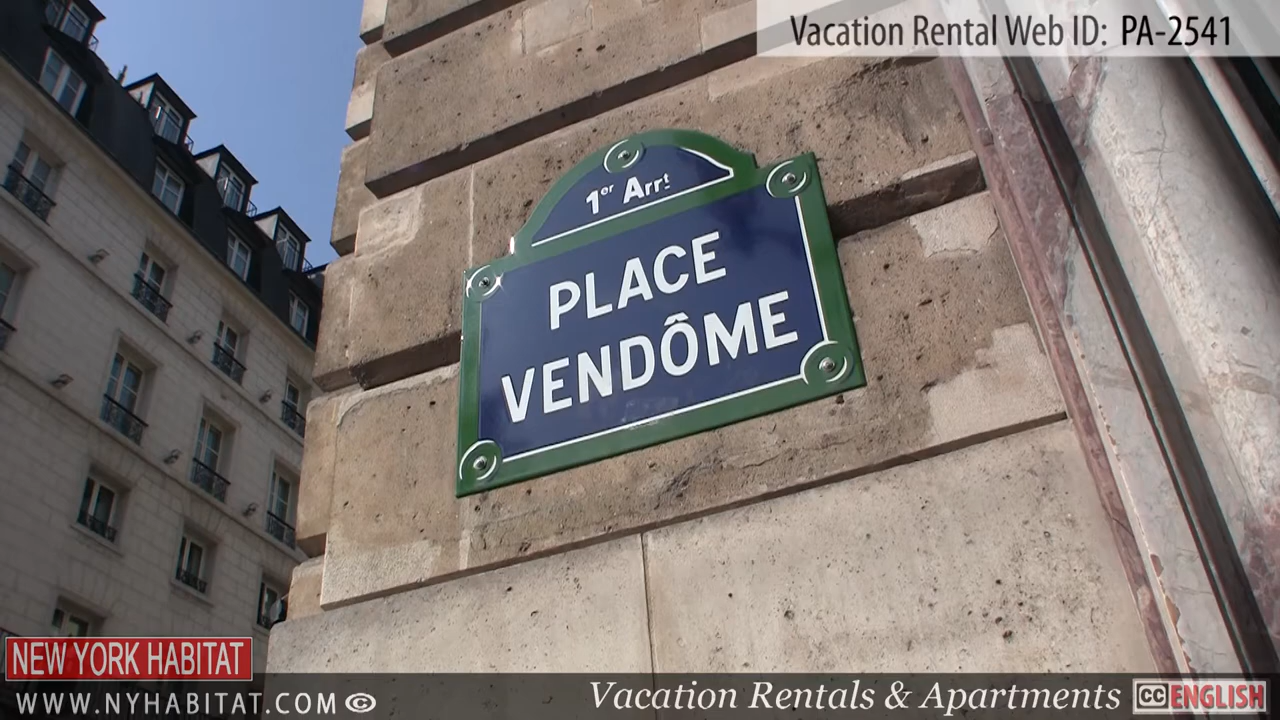 Vacation Rental Web ID: PA-2541
1er Arrt
PLACE
VENDÔME
NEW YORK HABITAT
WWW.NYHABITAT.COM ©
Vacation Rentals & Apartments
CC ENGLISH